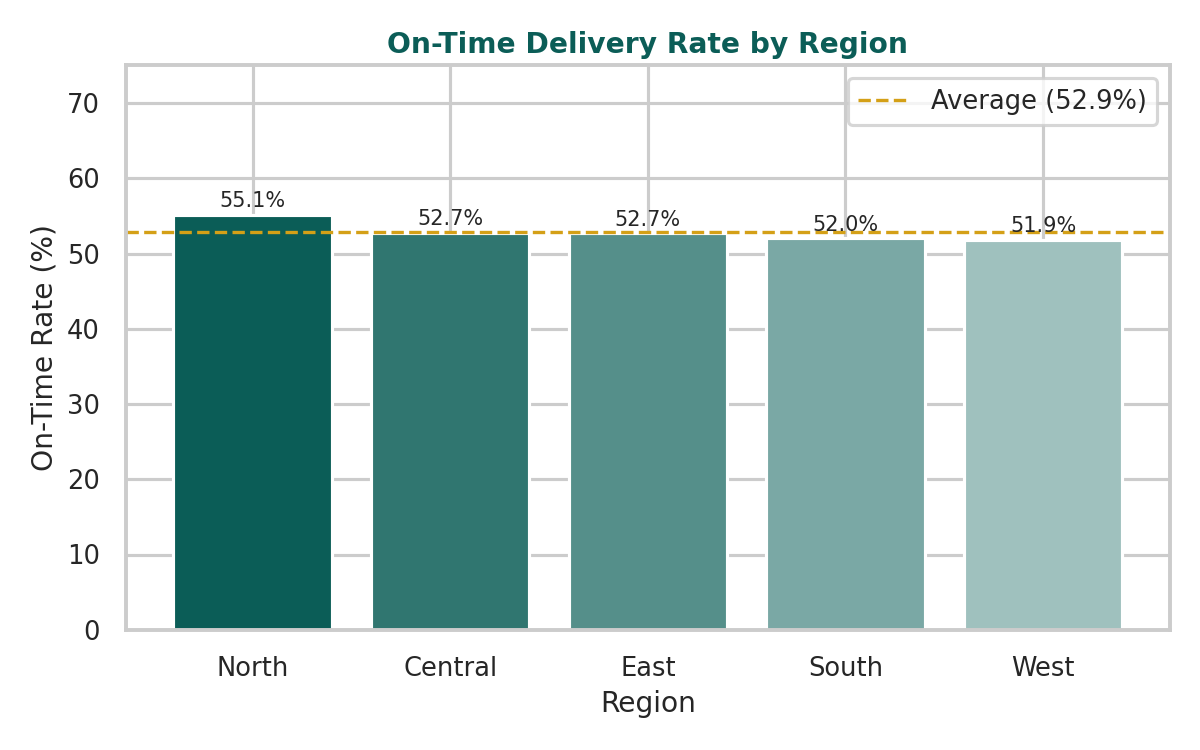 On-Time Delivery Rate by Region
Average (52.9%)
On-Time Rate (%)
70
60
50
40
30
20
10
0
55.1%
52.7%
52.7%
52.0%
51.9%
North
Central
East
South
West
Region